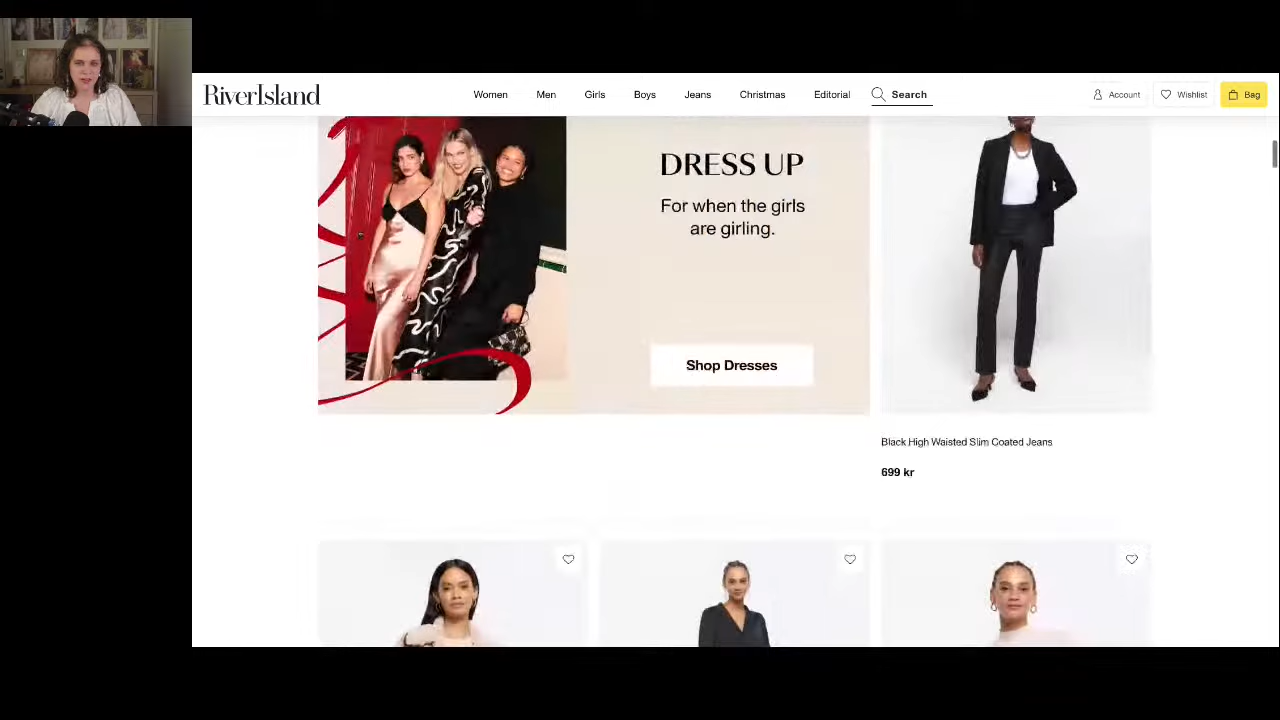 RiverIsland
Women
Men
Girls
Boys
Jeans
Christmas
Editorial
Search
Account
Wishlist
Bag
DRESS UP
For when the girls
are girling.
Shop Dresses
Black High Waisted Slim Coated Jeans
699 kr